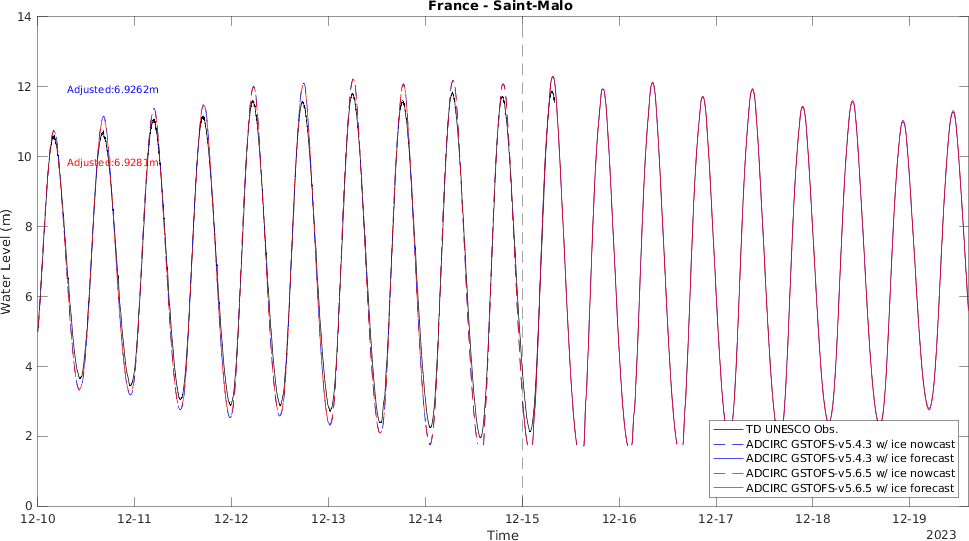 France - Saint-Malo
14
12
10
8
6
4
2
0
Water Level (m)
Adjusted:6.9262m
Adjusted:6.9281m
TD UNESCO Obs.
ADCIRC GSTOFS-v5.4.3 w/ ice nowcast
ADCIRC GSTOFS-v5.4.3 w/ ice forecast
ADCIRC GSTOFS-v5.6.5 w/ ice nowcast
ADCIRC GSTOFS-v5.6.5 w/ ice forecast
12-10 12-11 12-12 12-13 12-14 12-15 12-16 12-17 12-18 12-19
Time
2023